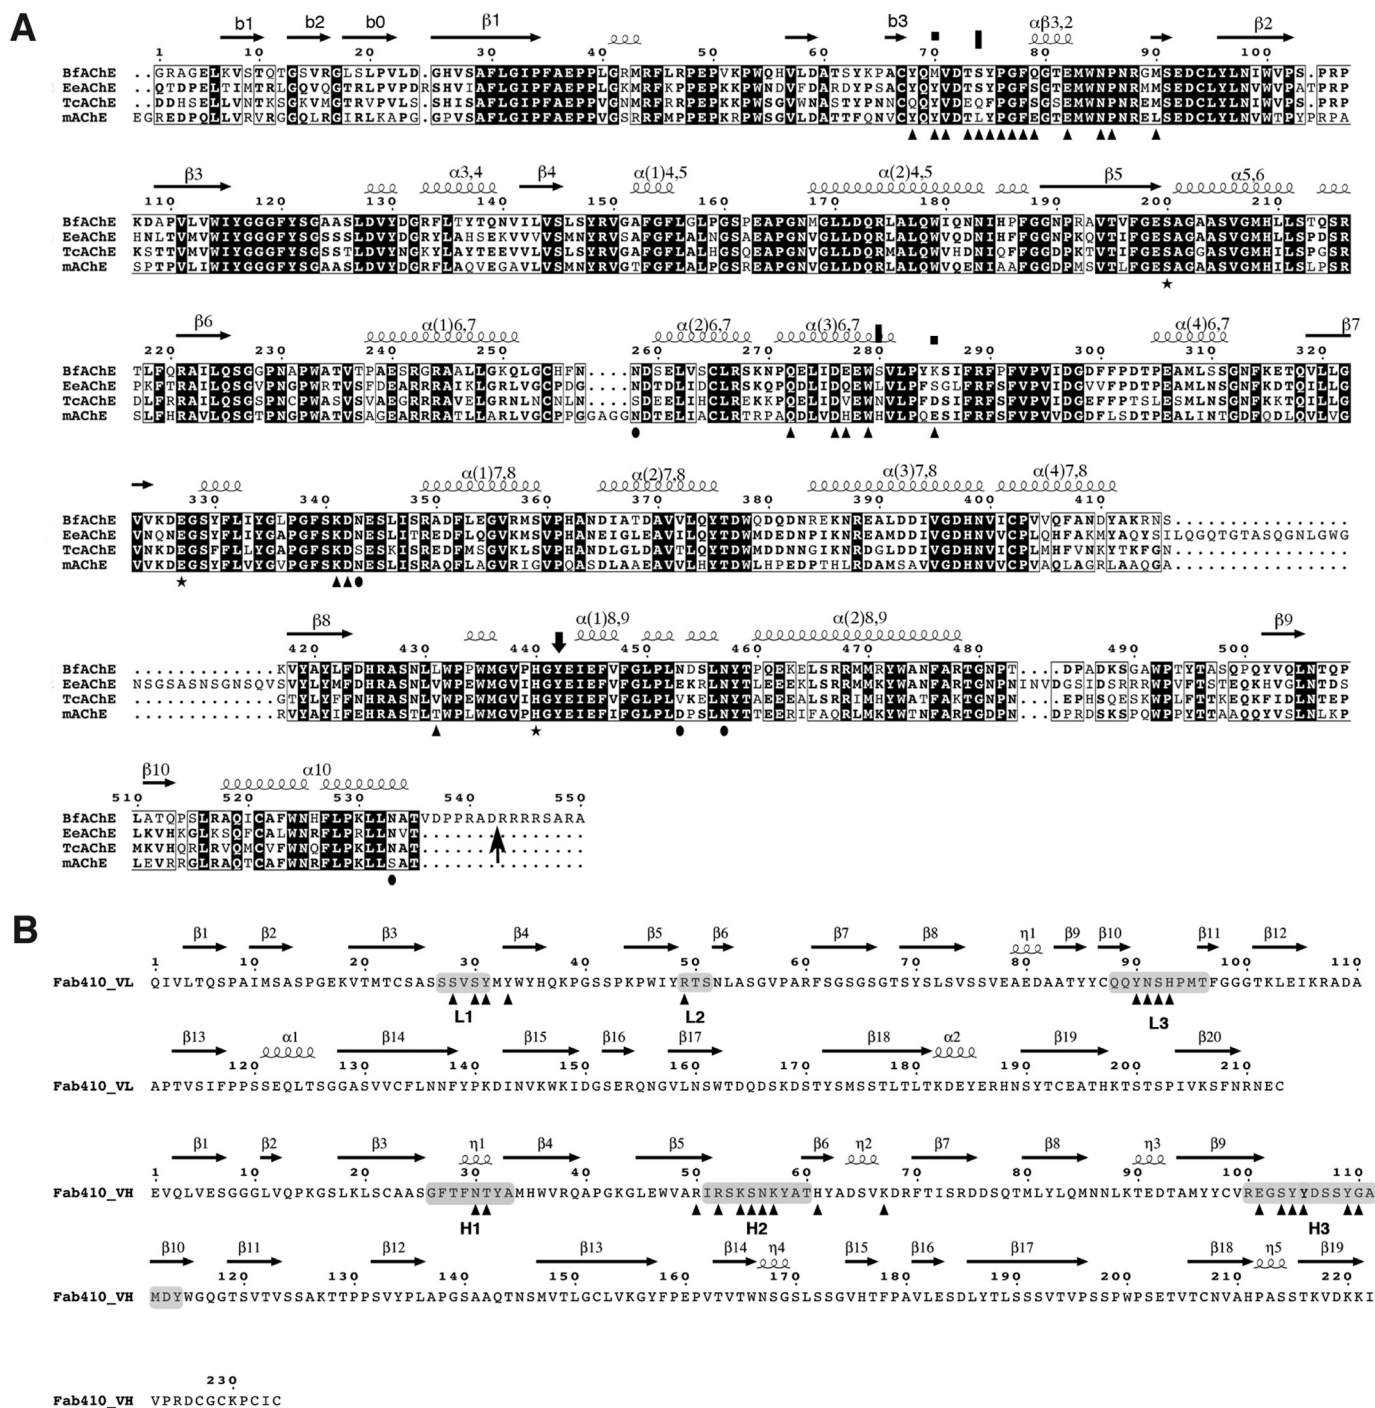 A
b1 b2 b0 β1 b3 αβ3,2 β2
1 10 20 30 40 50 60 70 80 90 100
BfAChE ..GRAGELKVSTQTGSVRGLSLPVLD.GHVSAFLGIPFAEPPLGRMRFLRPEPVKPWQHVLDATSYKPACYQMVDTSYPGFQGTEMWNPNRGMSEDCLYLNIWVPS.PRP
EeAChE ..QTDPELTIMTKLGQVQGTRLPVPDRSHVIAFLGIPFAEPPLGKMRFKPPEPKKPWNDVFDARDYPSACYQYVDTSYPGFSGTEMWNPNRMMSEDCLYLNVWVPATPRP
TcAChE .DDHSELLVNTKSGKVMGTRVPVLS.SHISAFLGIPFAEPPVGNMRFRRPEPKKPWSGVWNASTYPNNCQQYVDEQFPGFSGSEMWNPNREMSEDCLYLNIWVPS.PRP
mAChE EGREDPQLLVRVRGGQLRGIRLKAPG.GPVSAFLGIPFAEPPVGSRRFMPPEPKRPWSGVLDATTFQNVCYQYVDTLYPGFEGTEMWNPNRELSEDCLYLNVWTPYPRPA
β3 α3,4 β4 α(1)4,5 α(2)4,5 β5 α5,6
110 120 130 140 150 160 170 180 190 200 210
BfAChE KDAPVLVWIYGGGFYSGAASLDVYDGRFLTYTQNVILVSLSYRVGAFGFLGLPGSPEAPGNMGLLDQRLALQWIQNNIHPFGGNPRAVTVFGESAGAASVGMHLLSTQSR
EeAChE HNLTVMVWIYGGGFYSGSSSLDVYDGRYLAHSEKVVVVSMNYRVSAFGFLALNGSAEAPGNVGLLDQRLALQWVQDNIHFFGGNPKQVTIFGESAGAASVGMHLLSPDSR
TcAChE KSTTVMVWIYGGGFYSGSSTLDVYNGKYLAYTEEVVLVSLSYRVGAFGFLALHGSQEAPGNVGLLDQRMALQWVHDNIQFFGGDPKTVTIFGESAGGASVGMHILSPGSR
mAChE SPTPVLIWIYGGGFYSGAASLDVYDGRFLAQVEGAVLVSMNYRVGTFGFLALPGSREAPGNVGLLDQRLALQWVQENIAAFGGDPMSVTLFGESAGAASVGMHILSLPSR
β6 α(1)6,7 α(2)6,7 α(3)6,7 α(4)6,7 β7
220 230 240 250 260 270 280 290 300 310 320
BfAChE TLFQRAILQSGGPNAPWATVTPAESRGRAALLGKQLGCHFN....NDSELVSCLRSKNPQELIDEQEWSVLPYKSIFRFPFVPVIDGDFFPDTPEAMLSSGNFKETQVLLG
EeAChE PKFTRAILQSGVPNGPWRTVSFDEARRRAIKLGRLVGCPDG....NDTDLIDCLRSKQPQDLIDQEWLVLPFSGLFRFSFVPVIDGVVFPDTPEAMLNSGNFKDTQILLG
TcAChE DLFRRAILQSGSPNCPWASVSVAEGRRRAVELGRNLNCNLN....SDEELIHCLREKKPQELIDVEWNVLPFDSIFRFSFVPVIDGEFFPTSLESMLNSGNFKKTQILLG
mAChE SLFHRAVLQSGTPNGPWATVSAGEARRRATLLARLVGCPPGGAGGNDTELIACLRTRPAQDLVDHEWHVLPQESIFRFSFVPVVDGDFLSDTPEALINTGDFQDLQVLVG
α(1)7,8 α(2)7,8 α(3)7,8 α(4)7,8
330 340 350 360 370 380 390 400 410
BfAChE VVKDEGSYFLIYGLPGFSKDNESLISRADFLEGVRMSVPHANDIATDAVVLQYTDWQDQDNREKNREALDDIVGDHNVICPVVQFANDYAKRNS................
EeAChE VNQNEGSYFLIYGAPGFSKDNESLITREDFLQGVKMSVPHANEIGLEAVILQYTDWMDEDNPIKNREAMDDIVGDHNVVCPLQHFAKMYAQYSILQGQTGTASQGNLGWG
TcAChE VVKDEGSFFLLYGAPGFSKDSESKISREDFMSGVKLSVPHANDLGLDAVTLQYTDWMDDNNGIKNRDGLDDIVGDHNVICPLMHFVNKYTKFGN................
mAChE VVKDEGSYFLVYGVPGFSKDNESLISRAQFLAGVRIGVPQASDLAAEAVVLHYTDWLHPEDPTHLRDAMSAVVGDHNVVCPVAQLAGRLAAQGA................
β8 α(1)8,9 α(2)8,9 β9
420 430 440 450 460 470 480 490 500
BfAChE .............KVYAYLFDHRASNLLWPPWMGVPHGYEIEFVFGLPLNDSLNYTPQEKELSRRMMRYWANFARTGNPT...DPADKSGAWPTYTASQPQYVQLNTQP
EeAChE NSGSASNSGNSQVSVYLYMFDHRASNLVWPEWMGVIHGYEIEFVFGLPLEKRLNYTLEEEKLSRRMMKYWANFARTGNPNINVDGSIDSRRRWPVFTSTEQKHVGLNTDS
TcAChE .............GTYLYFFNHRASNLVWPEWMGVIHGYEIEFVFGLPLVKELNYTAEEEALSRRIMHYWATFAKTGNPN...EPHSQESKWPLFTTKEQKFIDLNTEP
mAChE .............RVYAYIFEHRASTLTWPLWMGVPHGYEIEFIFGLPLDPSLNYTTEERIFAQRLMKYWTNFARTGDPN...DPRDSKSPQWPPYTTAAQQYVSLNLKP
β10 α10
510 520 530 540 550
BfAChE LATQPSLRAQICAFWNHFLPKLLNATVDPPRADRRRRSARA
EeAChE LKVHKGLKSQFCALWNRFLPRLLNVT...............
TcAChE MKVHQRLRVQMCVFWNQFLPKLLNAT...............
mAChE LEVRRGLRAQTCAFWNRFLPKLLSAT...............
B
β1 β2 β3 β4 β5 β6 β7 β8 η1 β9 β10 β11 β12
1 10 20 30 40 50 60 70 80 90 100 110
Fab410_VL QIVLTQSPAIMSASPGEKVTMTCSASSSVSYMYWYHQKPGSSPKPWIYRTSNLASGVPARFSGSGSGTSYSLSVSSVEAEDAATYYCQQYNSHPMTFGGGTKLEIKRADA
L1 L2 L3
β13 α1 β14 β15 β16 β17 β18 α2 β19 β20
120 130 140 150 160 170 180 190 200 210
Fab410_VL APTVSIFPPSSEQLTSGGASVVCFLNNFYPKDINVKWKIDGSERQNGVLNSWTDQDSKDSTYSMSSTLTLTKDEYERHNSYTCEATHKTSTSPIVKSFNRNEC
β1 β2 β3 η1 β4 β5 β6 η2 β7 β8 η3 β9
1 10 20 30 40 50 60 70 80 90 100 110
Fab410_VH EVQLVESGGGLVQPKGSLKLSCAASGFTFNTYAMHWVRQAPGKGLEWVARIRSKSNKYATHYADSVKDRFTISRDDSQTMLYLQMNNLKTEDTAMYYCVREGSYYDSSYGA
H1 H2 H3
β10 β11 β12 β13 β14 η4 β15 β16 β17 β18 η5 β19
120 130 140 150 160 170 180 190 200 210 220
Fab410_VH MDYWGQGTSVTVSSAKTTPPSVYPLAPGSAAQTNSMVTLGCLVKGYFPEPVTVTWNSGSLSSGVHTFPAVLESDLYTLSSSVTVPSSPWPSETVTCNVAHPASSTKVDKKI
230
Fab410_VH VPRDCGCKPCIC